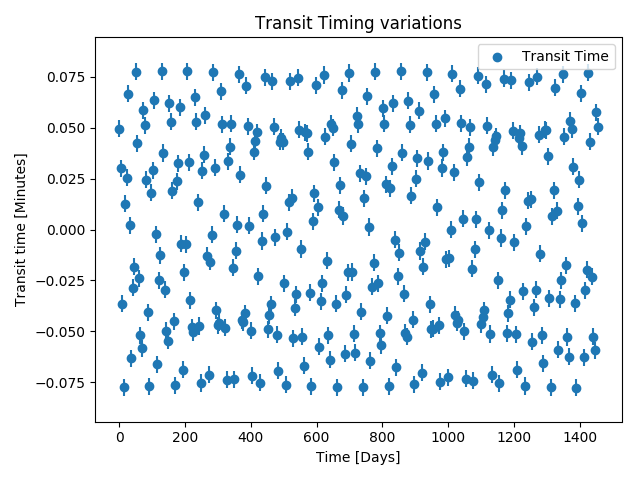 Transit Timing variations
Transit Time
Transit time [Minutes]
0.075
0.050
0.025
0.000
−0.025
−0.050
−0.075
0 200 400 600 800 1000 1200 1400
Time [Days]